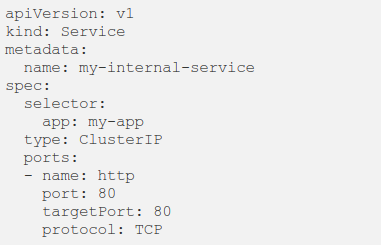 apiVersion: v1
kind: Service
metadata:
  name: my-internal-service
spec:
  selector:
    app: my-app
  type: ClusterIP
  ports:
  - name: http
    port: 80
    targetPort: 80
    protocol: TCP